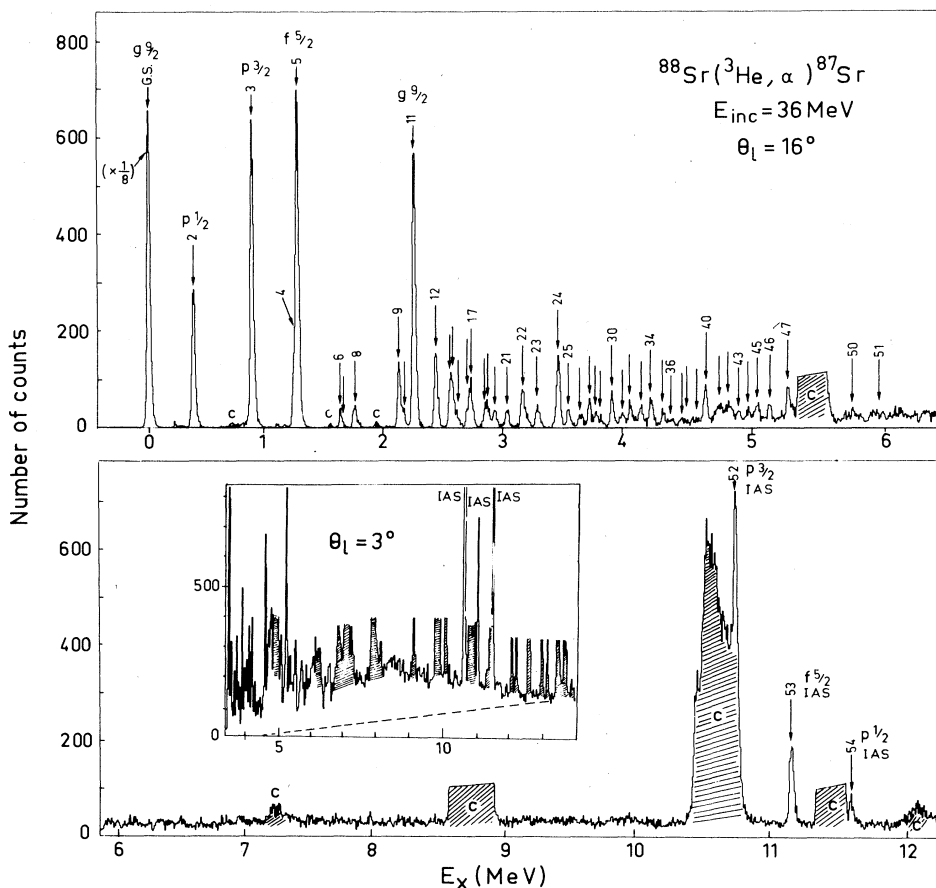 800
600
400
200
0
Number of counts
g 9/2
G.S.
(×1/8)
p 1/2
2
c
p 3/2
3
4
f 5/2
5
c
6
8
c
9
g 9/2
11
12
17
21
22
23
24
25
30
34
36
40
43
45
46
47
C
50
51
⁸⁸Sr(³He, α)⁸⁷Sr
E inc = 36 MeV
θ l = 16°
0 1 2 3 4 5 6
600
400
200
0
500
0
θ l = 3°
IAS IAS IAS
5 10
c
C
C
52 p 3/2
IAS
53 f 5/2
IAS
C
54 p 1/2
IAS
C
6 7 8 9 10 11 12
E x (MeV)